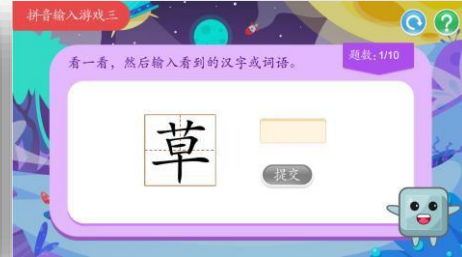 拼音输入游戏三
看一看，然后输入看到的汉字或词语。
题数：1/10
草
提交